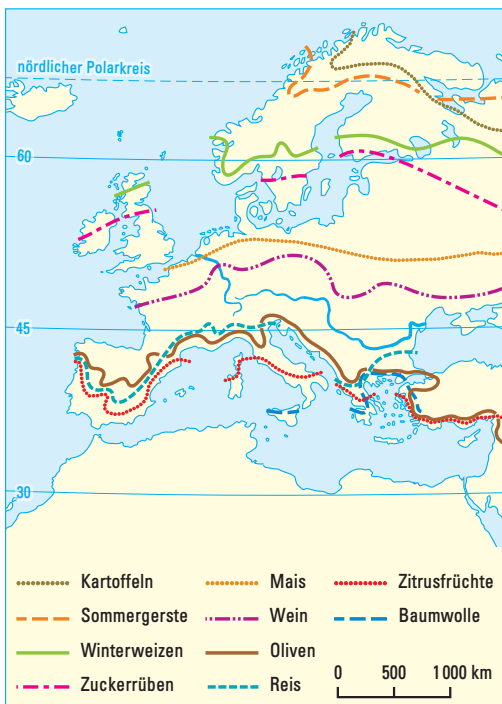 nördlicher Polarkreis
60
45
30
Kartoffeln
Mais
Zitrusfrüchte
Sommergerste
Wein
Baumwolle
Winterweizen
Oliven
Zuckerrüben
Reis
0 500 1000 km